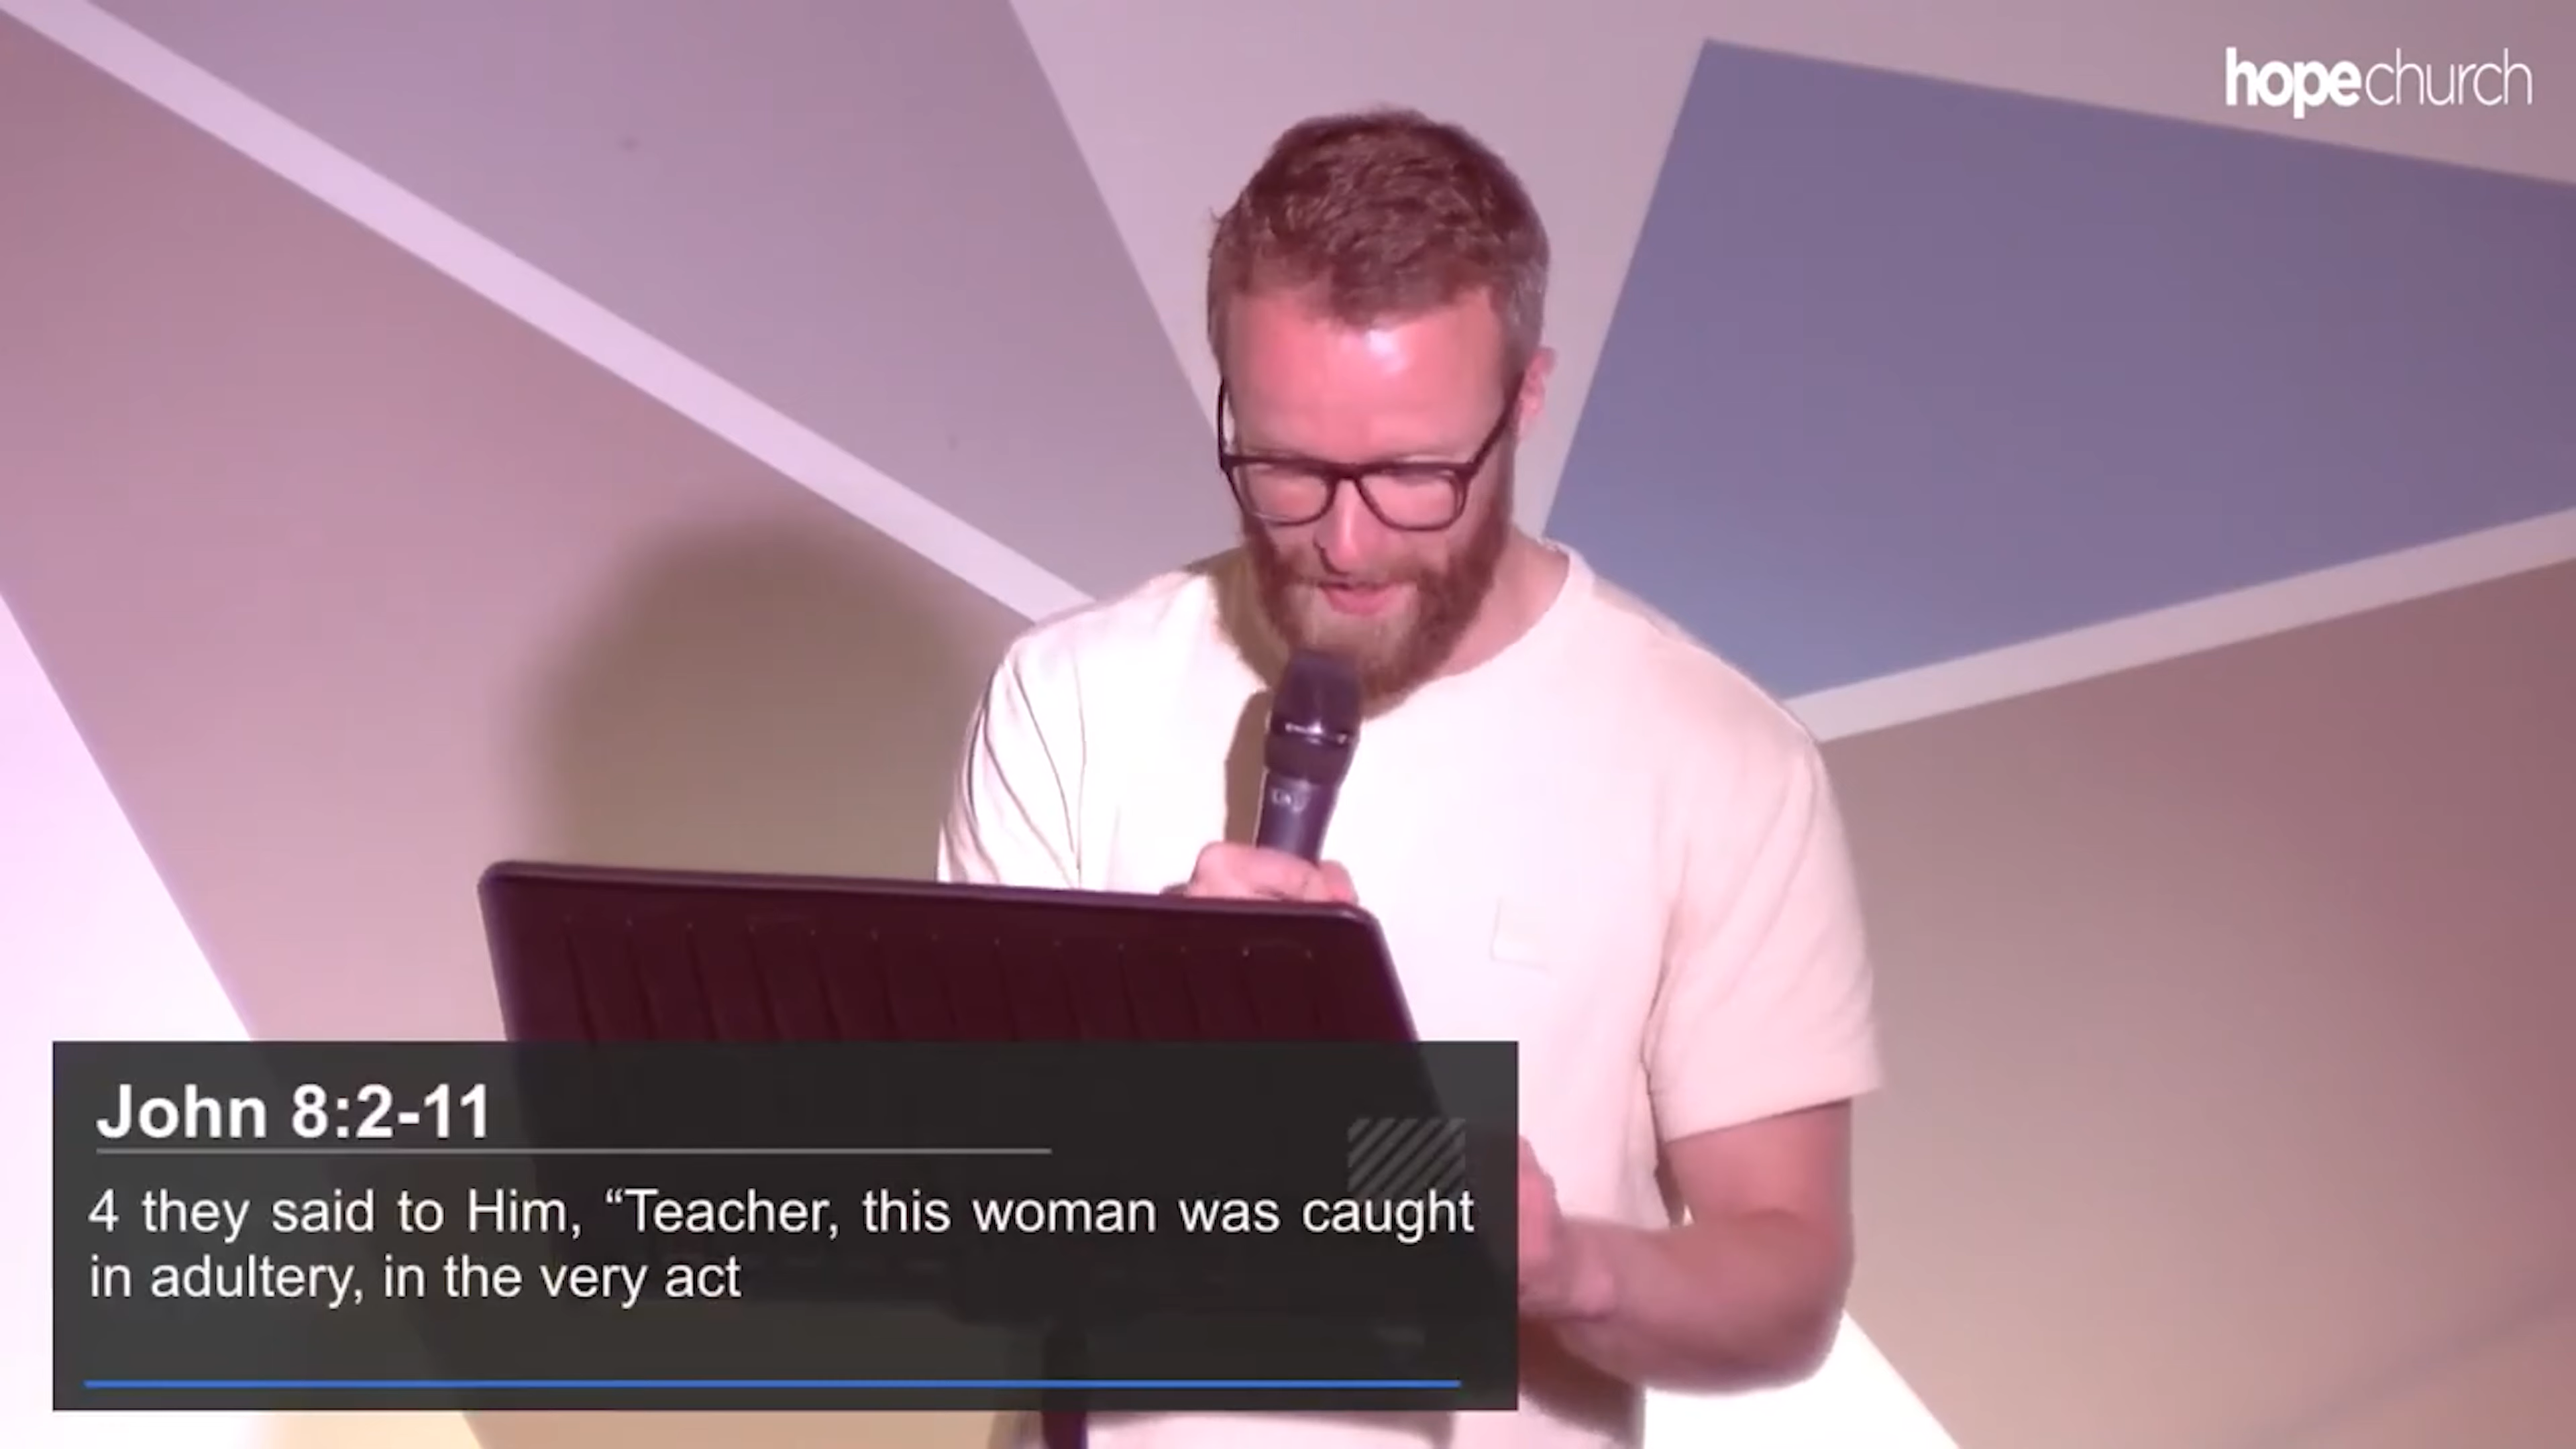 hopechurch
John 8:2-11
4 they said to Him, “Teacher, this woman was caught
in adultery, in the very act